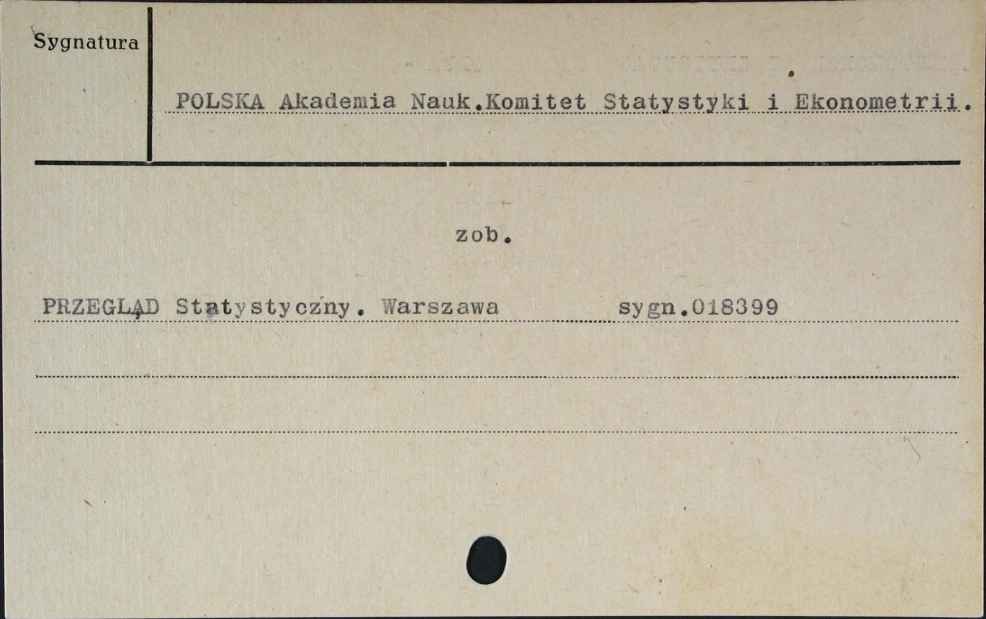 Sygnatura
POLSKA Akademia Nauk.Komitet Statystyki i Ekonometrii.
zob.
PRZEGLĄD Statystyczny. Warszawa sygn.018399